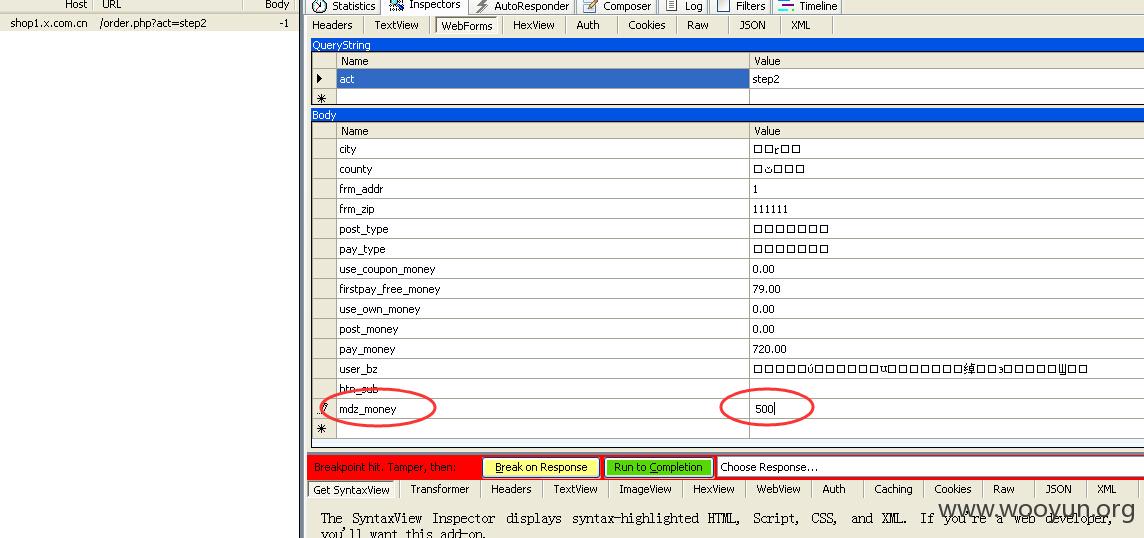 Host URL Body
shop1.x.com.cn /order.php?act=step2 -1
Statistics Inspectors AutoResponder Composer Log Filters Timeline
Headers TextView WebForms HexView Auth Cookies Raw JSON XML
QueryString
Name Value
act step2
Body
Name Value
city
county
frm_addr 1
frm_zip 111111
post_type
pay_type
use_coupon_money 0.00
firstpay_free_money 79.00
use_own_money 0.00
post_money 0.00
pay_money 720.00
user_bz
btn_sub
mdz_money 500
Breakpoint hit. Tamper, then: Break on Response Run to Completion Choose Response...
Get SyntaxView Transformer Headers TextView ImageView HexView WebView Auth Caching Cookies Raw JSON XML
www.wooyun.org
The SyntaxView Inspector displays syntax-highlighted HTML, Script, CSS, and XML. If you're a web developer,
you'll want this add-on.